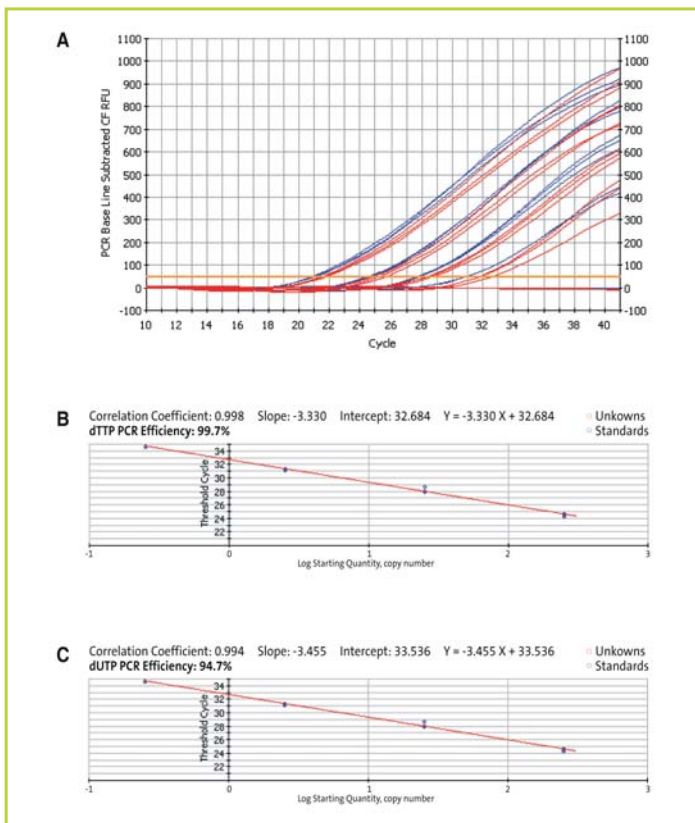 A
1100
1000
900
800
700
600
500
400
300
200
100
0
-100
PCR Base Line Subtracted CF RFU
1100
1000
900
800
700
600
500
400
300
200
100
0
-100
10 12 14 16 18 20 22 24 26 28 30 32 34 36 38 40
Cycle
B
Correlation Coefficient: 0.998 Slope: -3.330 Intercept: 32.684 Y = -3.330 X + 32.684
Unkowns
dTTP PCR Efficiency: 99.7%
Standards
Threshold Cycle
34
32
30
28
26
24
22
-1 0 1 2 3
Log Starting Quantity, copy number
C
Correlation Coefficient: 0.994 Slope: -3.455 Intercept: 33.536 Y = -3.455 X + 33.536
Unkowns
dUTP PCR Efficiency: 94.7%
Standards
Threshold Cycle
34
32
30
28
26
24
22
-1 0 1 2 3
Log Starting Quantity, copy number